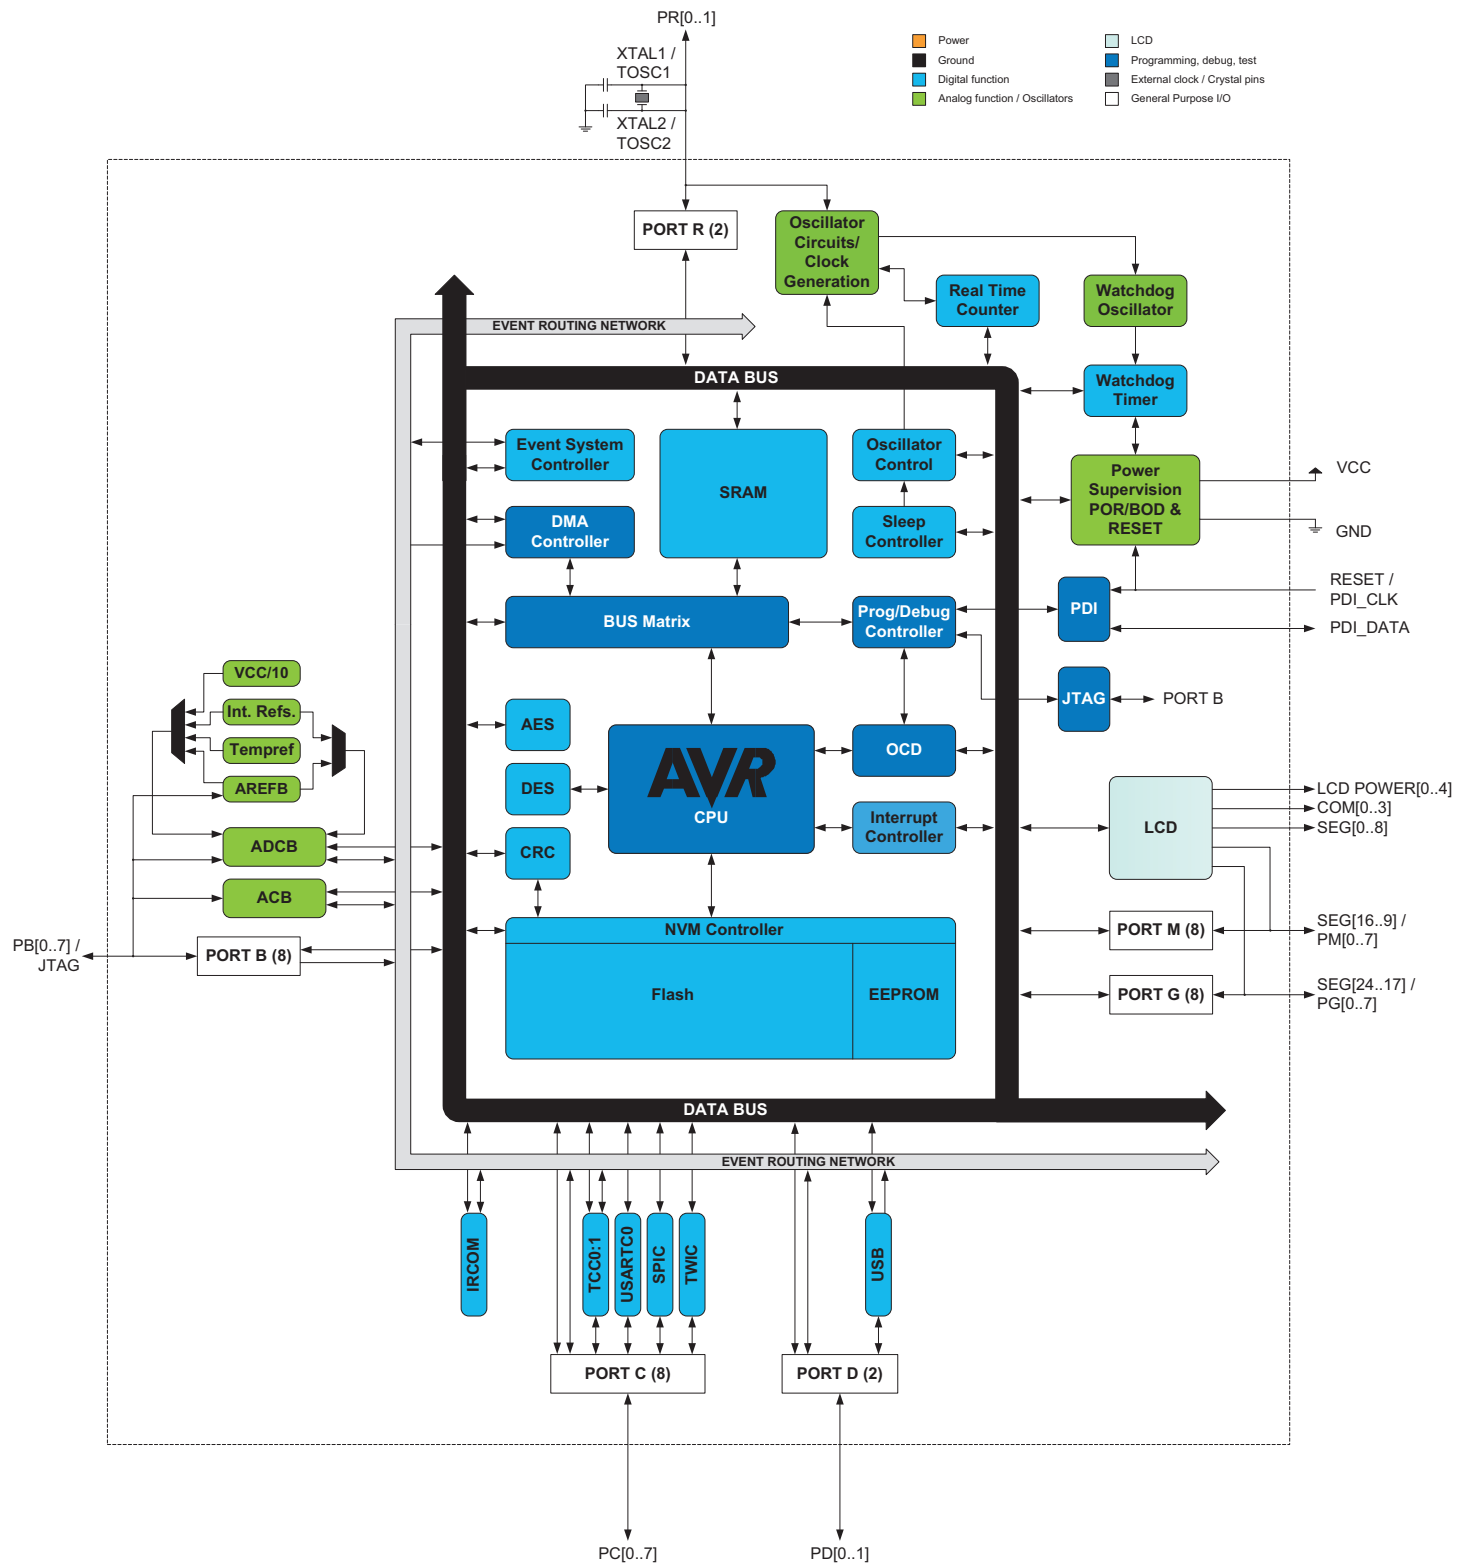 PR[0..1]
XTAL1 /
TOSC1
XTAL2 /
TOSC2
Power
Ground
Digital function
Analog function / Oscillators
LCD
Programming, debug, test
External clock / Crystal pins
General Purpose I/O
PORT R (2)
Oscillator
Circuits/
Clock
Generation
Real Time
Counter
Watchdog
Oscillator
EVENT ROUTING NETWORK
DATA BUS
Watchdog
Timer
Event System
Controller
SRAM
Oscillator
Control
Power
Supervision
POR/BOD &
RESET
VCC
GND
DMA
Controller
Sleep
Controller
BUS Matrix
Prog/Debug
Controller
PDI
RESET /
PDI_CLK
PDI_DATA
JTAG
PORT B
VCC/10
Int. Refs.
Tempref
AREFB
ADCB
ACB
AES
DES
CRC
AVR
CPU
OCD
Interrupt
Controller
LCD
LCD POWER[0..4]
COM[0..3]
SEG[0..8]
PB[0..7] /
JTAG
PORT B (8)
NVM Controller
Flash
EEPROM
PORT M (8)
SEG[16..9] /
PM[0..7]
PORT G (8)
SEG[24..17] /
PG[0..7]
DATA BUS
EVENT ROUTING NETWORK
IRCOM
TCC0:1
USARTC0
SPIC
TWIC
USB
PORT C (8)
PORT D (2)
PC[0..7]
PD[0..1]